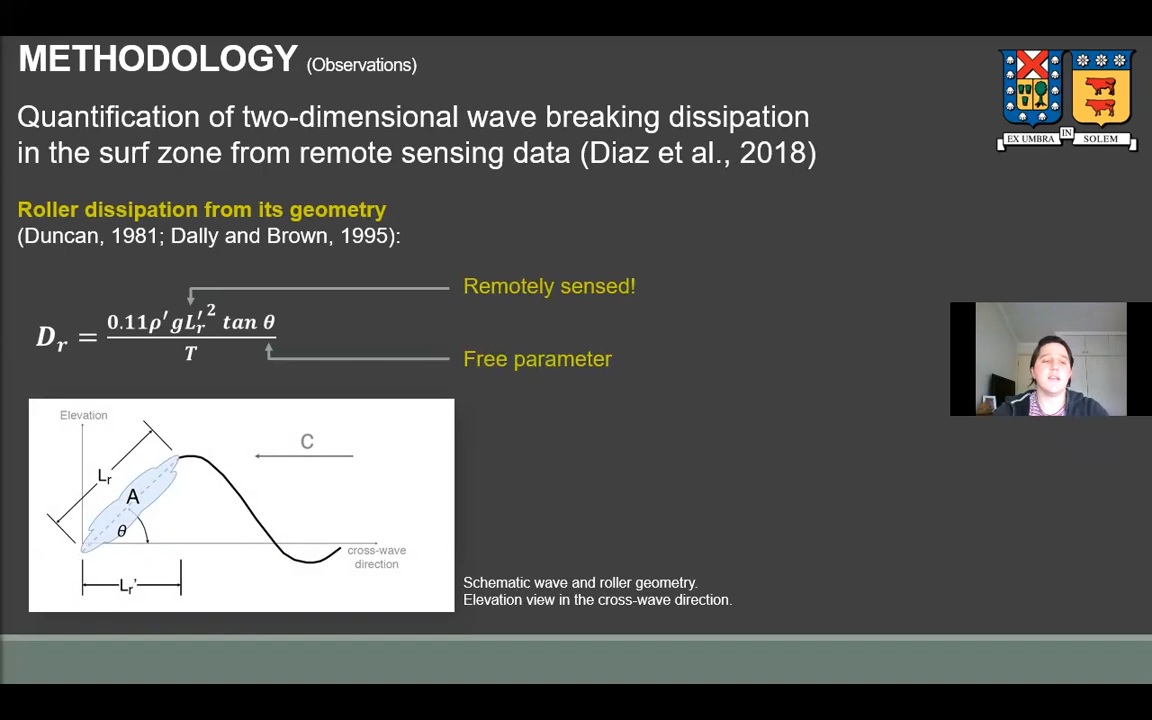 METHODOLOGY (Observations)
Quantification of two-dimensional wave breaking dissipation
in the surf zone from remote sensing data (Diaz et al., 2018)
EX UMBRA IN SOLEM
Roller dissipation from its geometry
(Duncan, 1981; Dally and Brown, 1995):
Remotely sensed!
D_r = \frac{0.11ρ'gL_r'^2 tan θ}{T}
Free parameter
Elevation
C
L_r
A
θ
cross-wave
direction
L_r'
Schematic wave and roller geometry.
Elevation view in the cross-wave direction.